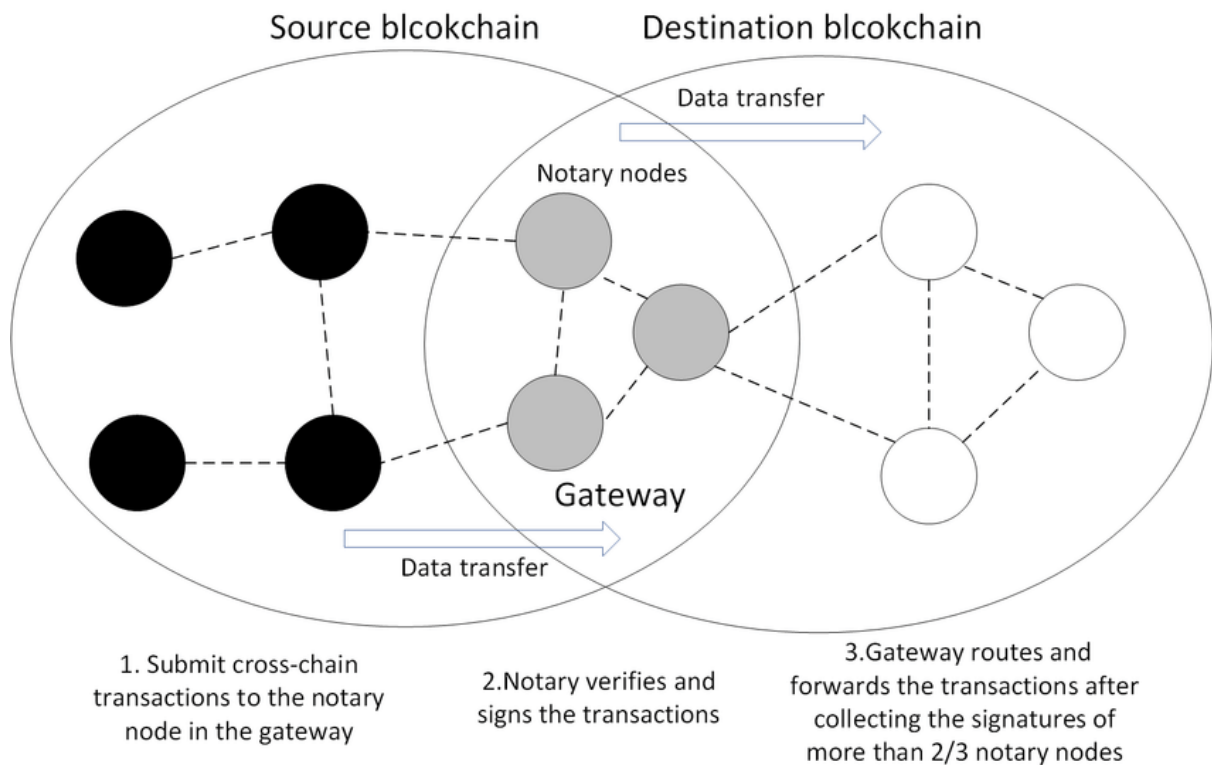 Source blcokchain
Destination blcokchain
Data transfer
Notary nodes
Gateway
Data transfer
1. Submit cross-chain
transactions to the notary
node in the gateway
2.Notary verifies and
signs the transactions
3.Gateway routes and
forwards the transactions after
collecting the signatures of
more than 2/3 notary nodes